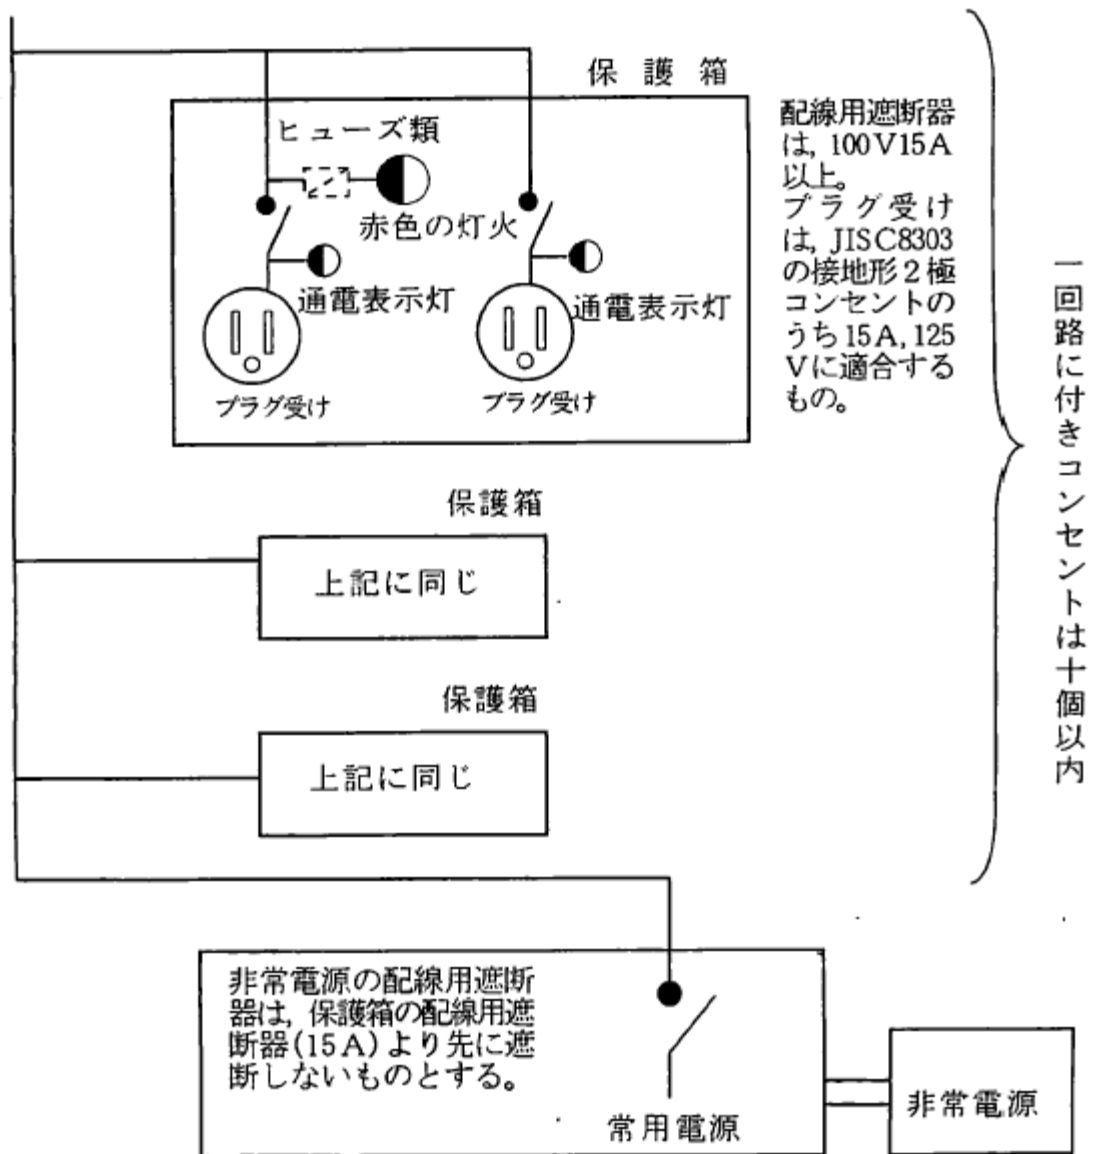 保護箱
ヒューズ類
赤色の灯火
通電表示灯
通電表示灯
プラグ受け
プラグ受け
配線用遮断器
は,100V15A
以上。
プラグ受け
は,JISC8303
の接地形2極
コンセントの
うち15A,125
Vに適合する
もの。
一回路に付きコンセントは十個以内
保護箱
上記に同じ
保護箱
上記に同じ
非常電源の配線用遮断
器は,保護箱の配線用遮
断器(15A)より先に遮
断しないものとする。
常用電源
非常電源